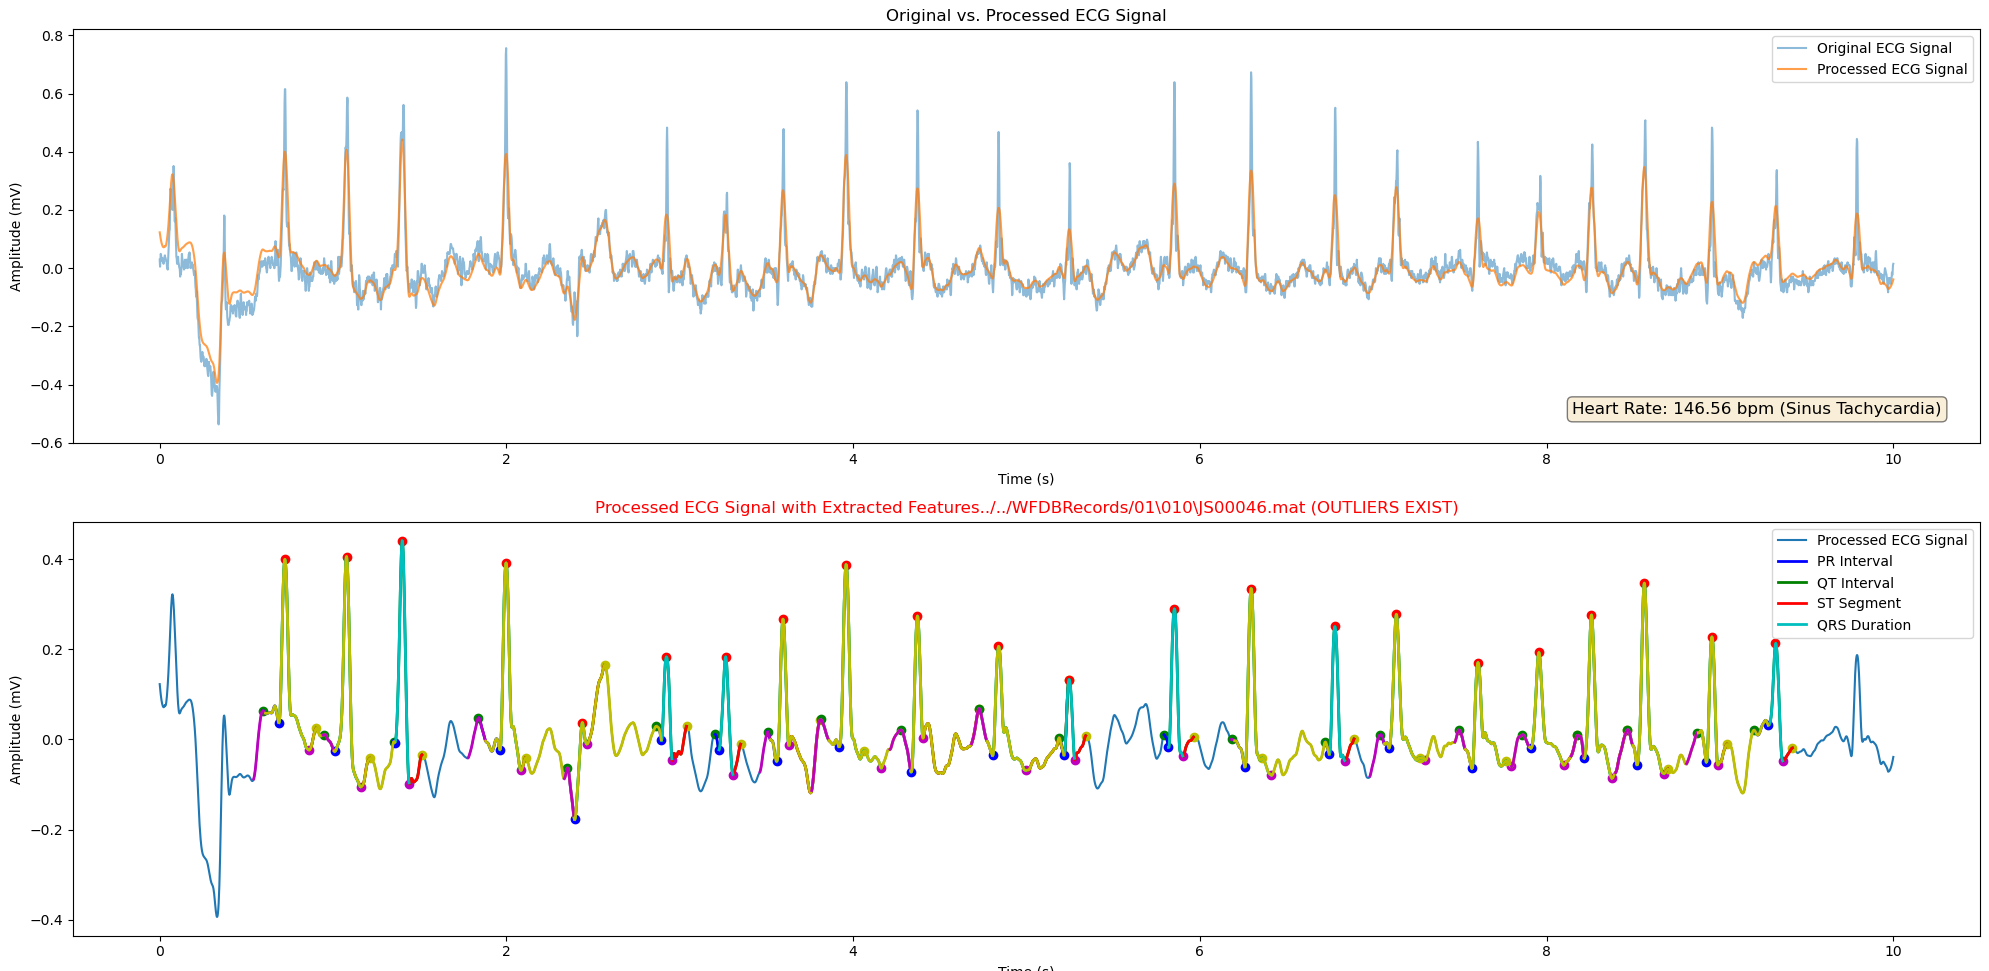 Original vs. Processed ECG Signal
Original ECG Signal
Processed ECG Signal
Amplitude (mV)
0.8
0.6
0.4
0.2
0.0
−0.2
−0.4
−0.6
Heart Rate: 146.56 bpm (Sinus Tachycardia)
0 2 4 6 8 10
Time (s)
Processed ECG Signal with Extracted Features../../WFDBRecords/01\010\JS00046.mat (OUTLIERS EXIST)
Processed ECG Signal
PR Interval
QT Interval
ST Segment
QRS Duration
Amplitude (mV)
0.4
0.2
0.0
−0.2
−0.4
0 2 4 6 8 10
Time (s)